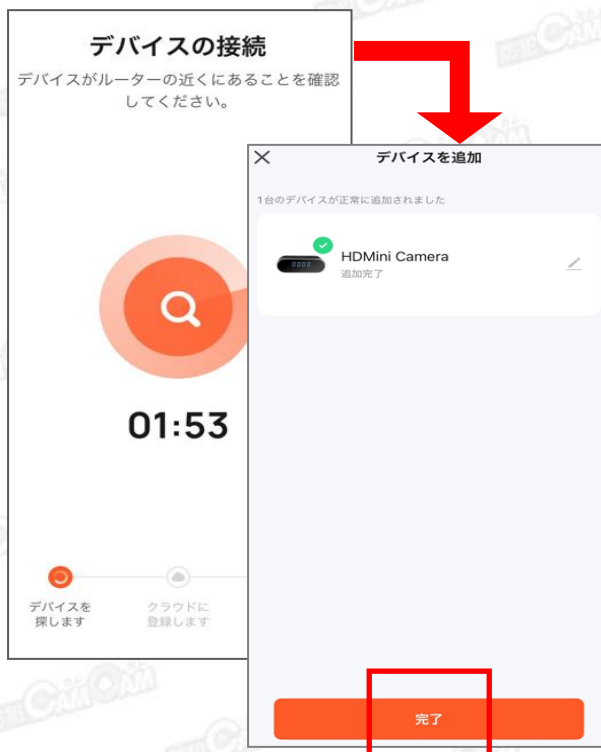 デバイスの接続
デバイスがルーターの近くにあることを確認
してください。
01:53
デバイスを
探します
クラウドに
登録します
デバイスを追加
1台のデバイスが正常に追加されました
HDMini Camera
追加完了
完了